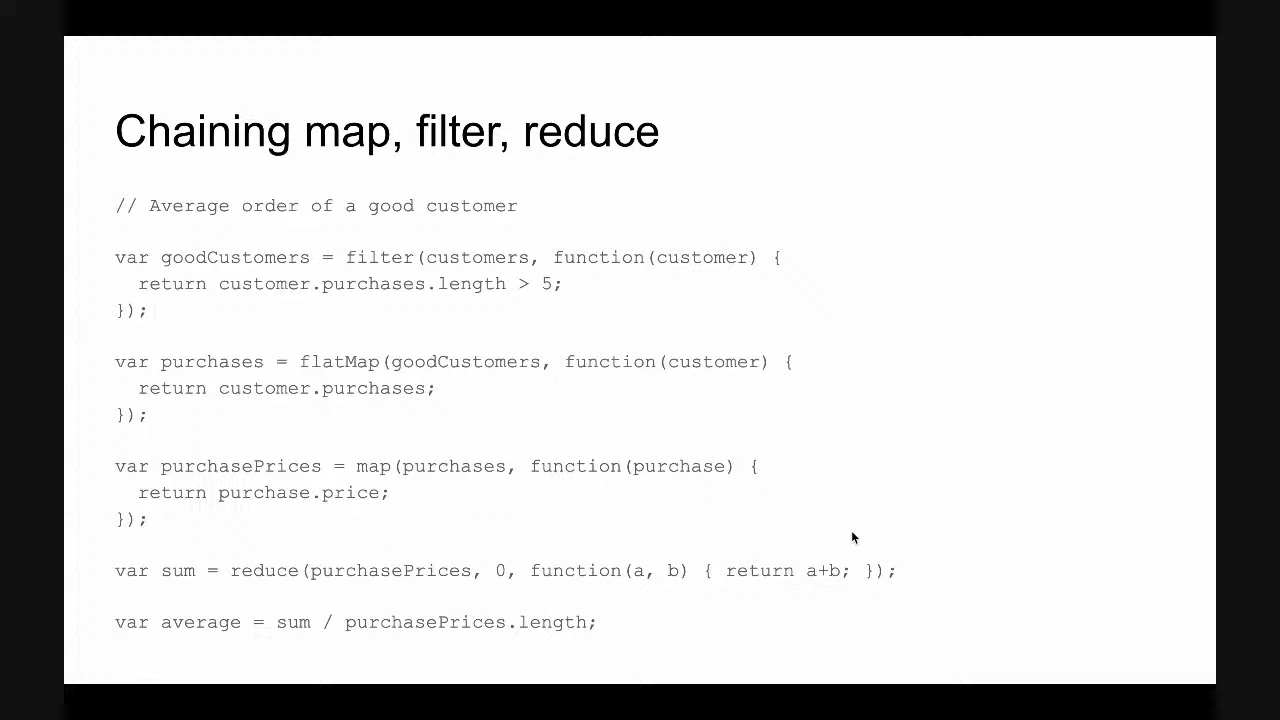 Chaining map, filter, reduce
// Average order of a good customer
var goodCustomers = filter(customers, function(customer) {
  return customer.purchases.length > 5;
});
var purchases = flatMap(goodCustomers, function(customer) {
  return customer.purchases;
});
var purchasePrices = map(purchases, function(purchase) {
  return purchase.price;
});
var sum = reduce(purchasePrices, 0, function(a, b) { return a+b; });
var average = sum / purchasePrices.length;